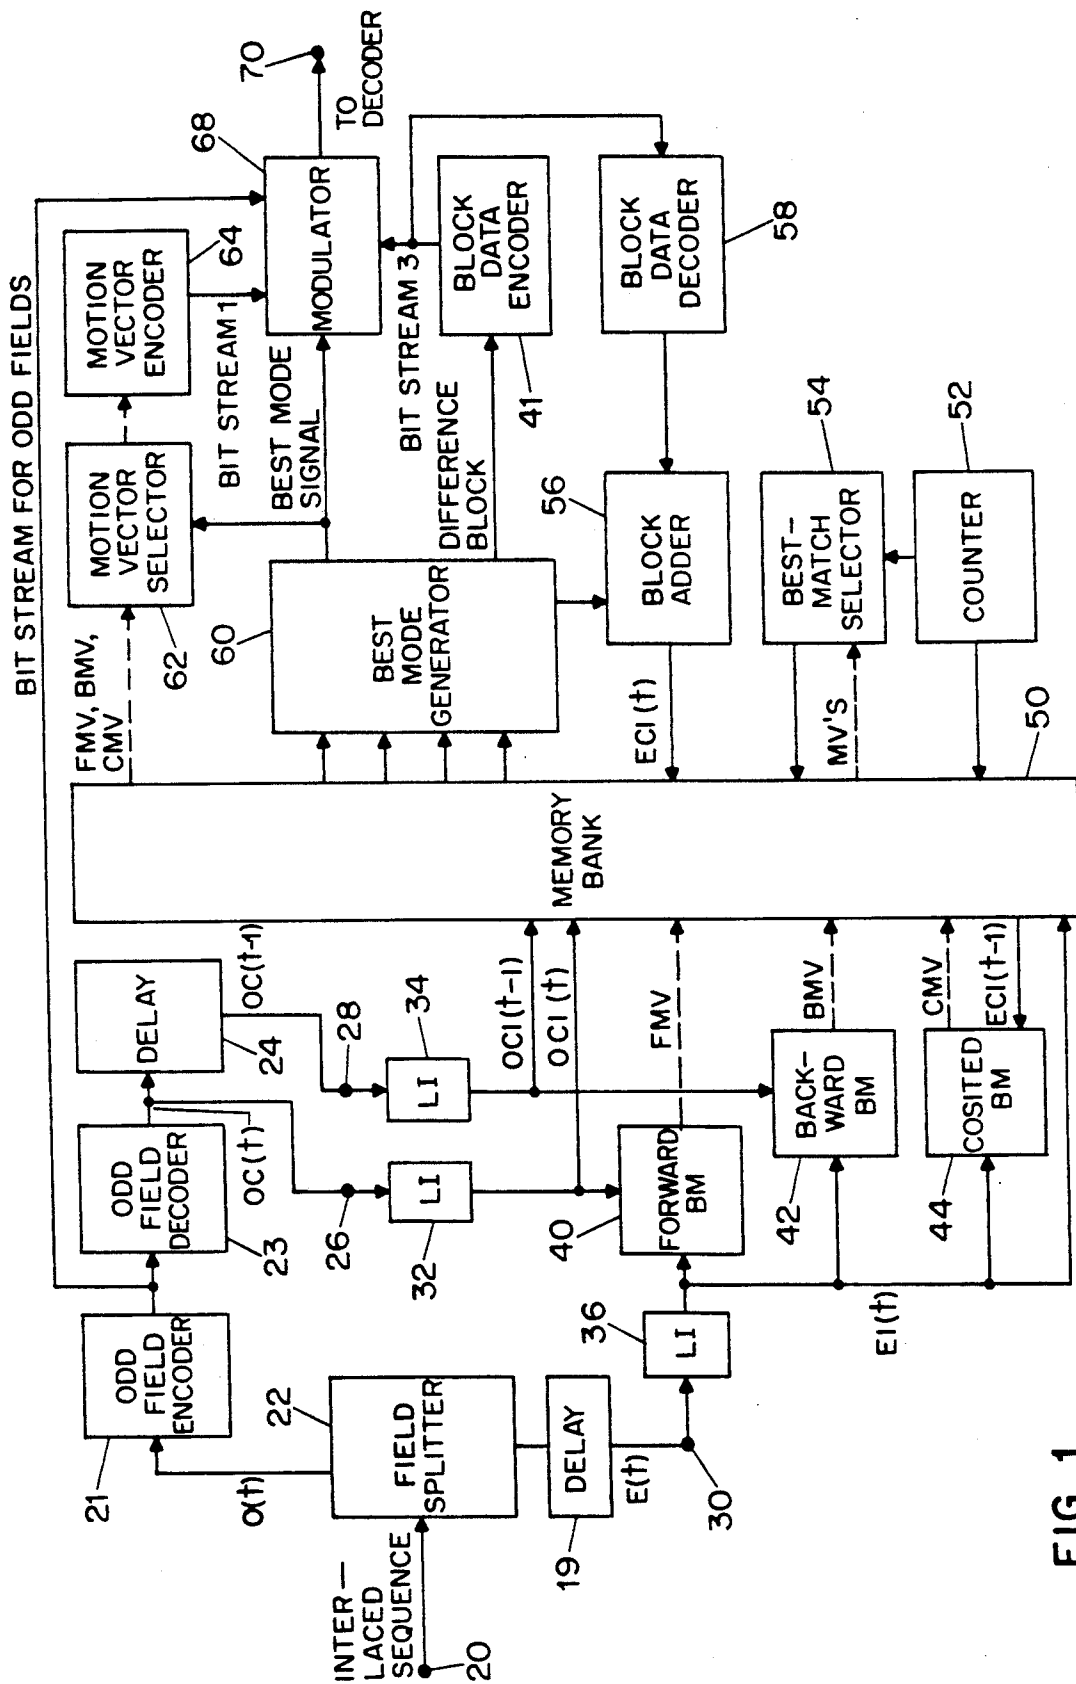 BIT STREAM FOR ODD FIELDS
INTER-
LACED
SEQUENCE
20
FIELD
SPLITTER
22
O(t)
ODD
FIELD
ENCODER
21
ODD
FIELD
DECODER
23
OC(t)
DELAY
24
OC(t-1)
26
28
LI
32
LI
34
DELAY
19
E(t)
30
LI
36
EI(t)
OCI(t-1)
OCI(t)
FORWARD
BM
40
FMV
BACK-
WARD
BM
42
BMV
COSITED
BM
44
CMV
ECI(t-1)
MEMORY
BANK
50
FMV, BMV,
CMV
MOTION
VECTOR
SELECTOR
62
MOTION
VECTOR
ENCODER
64
BIT STREAM 1
BEST MODE
SIGNAL
BEST
MODE
GENERATOR
60
DIFFERENCE
BLOCK
MODULATOR
68
70
TO
DECODER
BIT STREAM 3
BLOCK
DATA
ENCODER
41
BLOCK
DATA
DECODER
58
BLOCK
ADDER
56
ECI(t)
BEST-
MATCH
SELECTOR
54
MV'S
COUNTER
52
FIG. 1